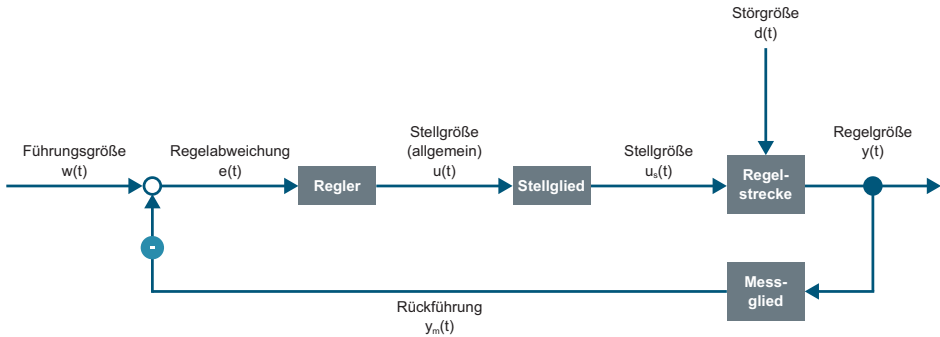 Störgröße
d(t)
Führungsgröße
w(t)
Regelabweichung
e(t)
Regler
Stellgröße
(allgemein)
u(t)
Stellglied
Stellgröße
uₛ(t)
Regel-
strecke
Regelgröße
y(t)
-
Mess-
glied
Rückführung
yₘ(t)